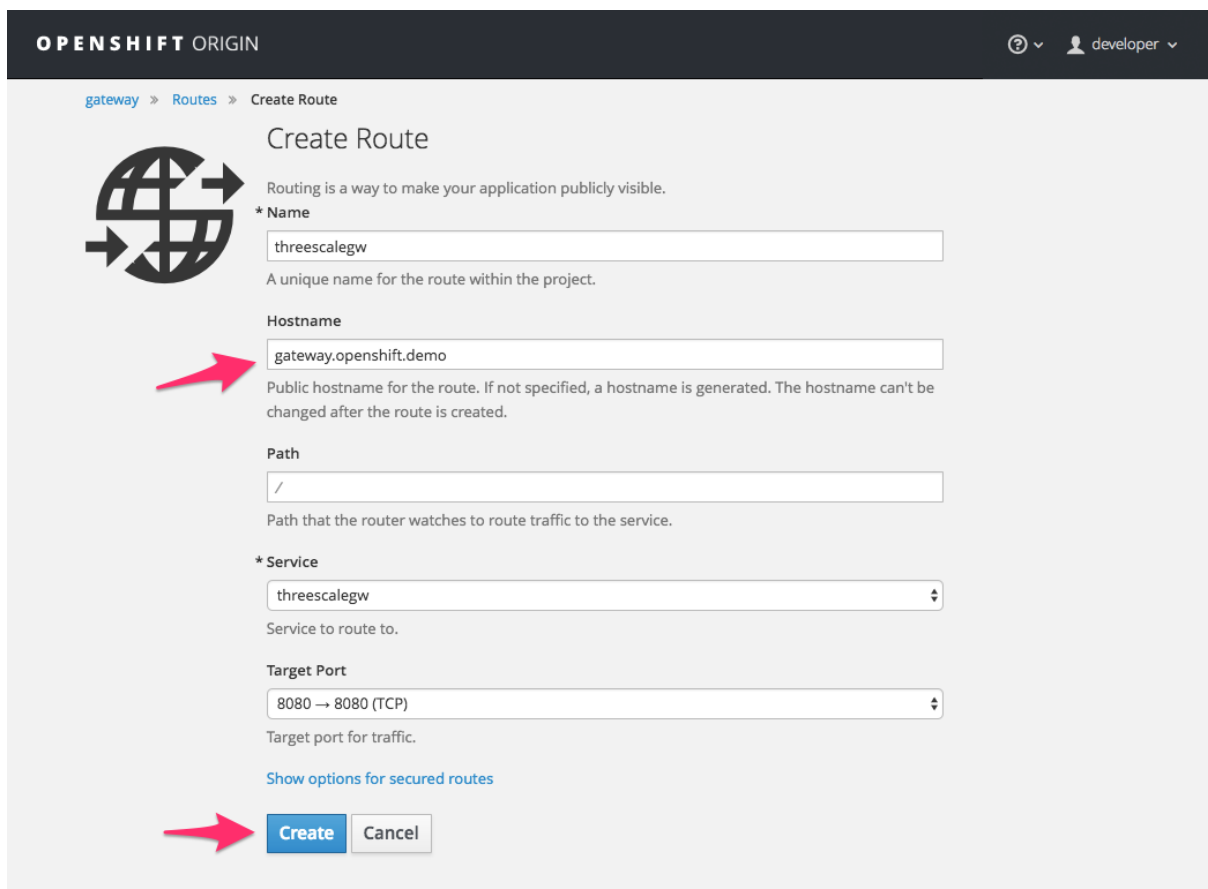 OPENSHIFT ORIGIN
developer
gateway » Routes » Create Route
Create Route
Routing is a way to make your application publicly visible.
* Name
threescalegw
A unique name for the route within the project.
Hostname
gateway.openshift.demo
Public hostname for the route. If not specified, a hostname is generated. The hostname can't be
changed after the route is created.
Path
/
Path that the router watches to route traffic to the service.
* Service
threescalegw
Service to route to.
Target Port
8080 → 8080 (TCP)
Target port for traffic.
Show options for secured routes
Create Cancel